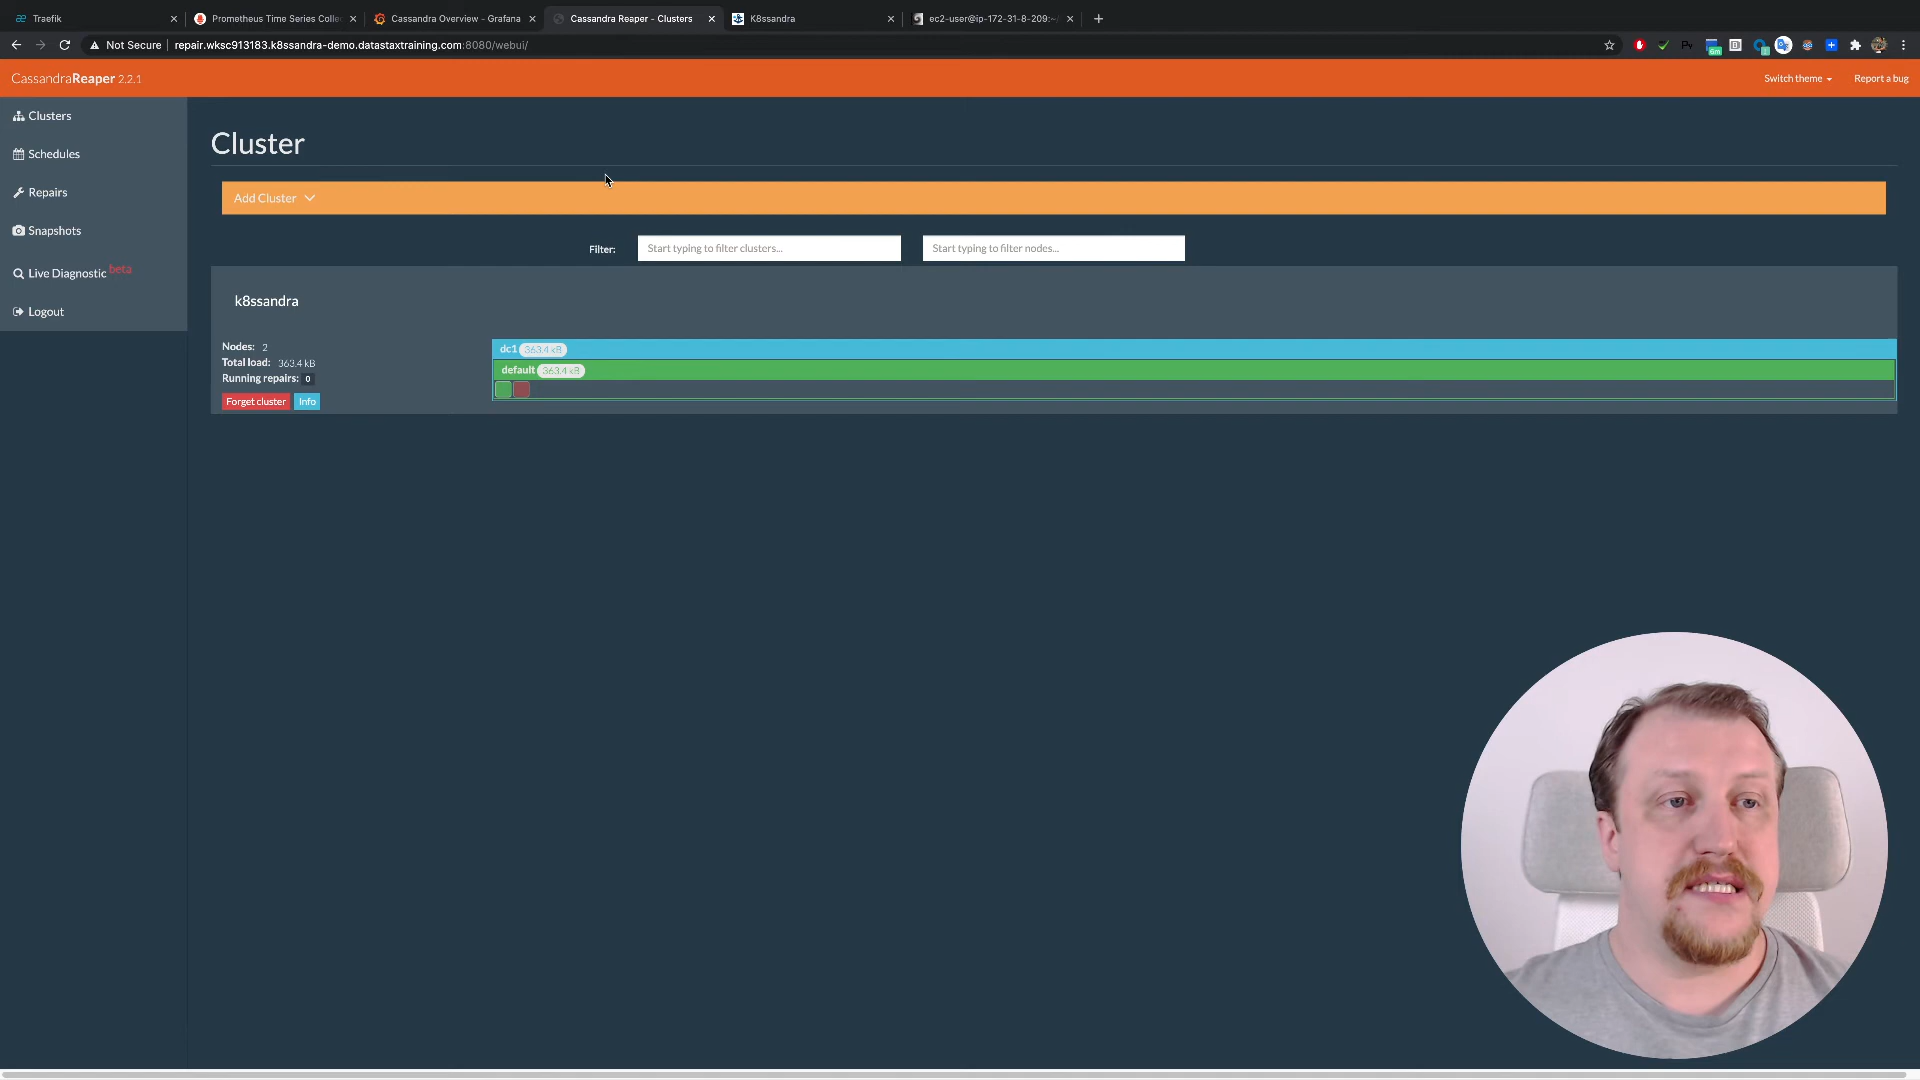 Traefik
Prometheus Time Series Collec
Cassandra Overview - Grafana
Cassandra Reaper - Clusters
K8ssandra
ec2-user@ip-172-31-8-209:~/
Not Secure
repair.wksc913183.k8ssandra-demo.datastaxtraining.com:8080/webui/
CassandraReaper 2.2.1
Switch theme
Report a bug
Clusters
Schedules
Repairs
Snapshots
Live Diagnostic beta
Logout
Cluster
Add Cluster
Filter:
Start typing to filter clusters...
Start typing to filter nodes...
k8ssandra
Nodes: 2
Total load: 363.4 kB
Running repairs: 0
Forget cluster
Info
dc1 363.4 kB
default 363.4 kB